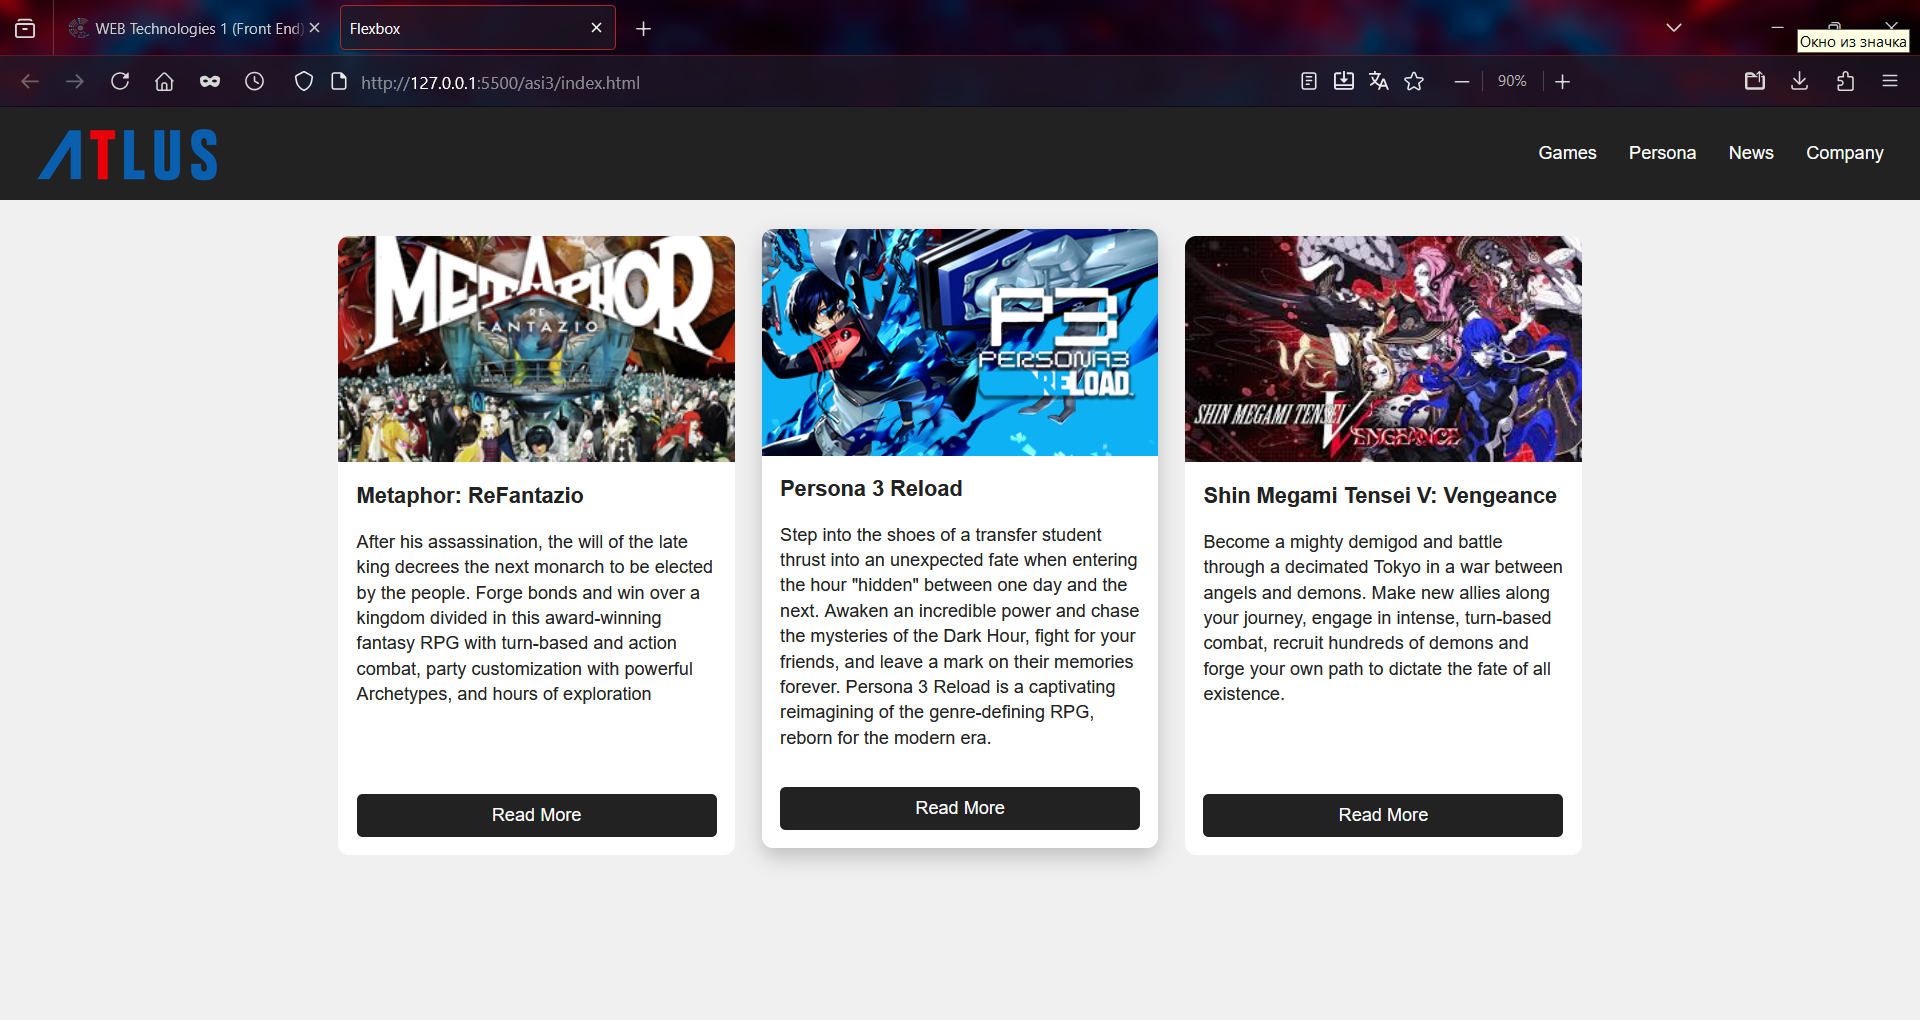 WEB Technologies 1 (Front End)
Flexbox
Окно из значка
http://127.0.0.1:5500/asi3/index.html
90%
ATLUS
Games
Persona
News
Company
METAPHOR
RE
FANTAZIO
Metaphor: ReFantazio
After his assassination, the will of the late
king decrees the next monarch to be elected
by the people. Forge bonds and win over a
kingdom divided in this award-winning
fantasy RPG with turn-based and action
combat, party customization with powerful
Archetypes, and hours of exploration
Read More
P3
PERSONA3
RELOAD
Persona 3 Reload
Step into the shoes of a transfer student
thrust into an unexpected fate when entering
the hour "hidden" between one day and the
next. Awaken an incredible power and chase
the mysteries of the Dark Hour, fight for your
friends, and leave a mark on their memories
forever. Persona 3 Reload is a captivating
reimagining of the genre-defining RPG,
reborn for the modern era.
Read More
SHIN MEGAMI TENSEI V
VENGEANCE
Shin Megami Tensei V: Vengeance
Become a mighty demigod and battle
through a decimated Tokyo in a war between
angels and demons. Make new allies along
your journey, engage in intense, turn-based
combat, recruit hundreds of demons and
forge your own path to dictate the fate of all
existence.
Read More